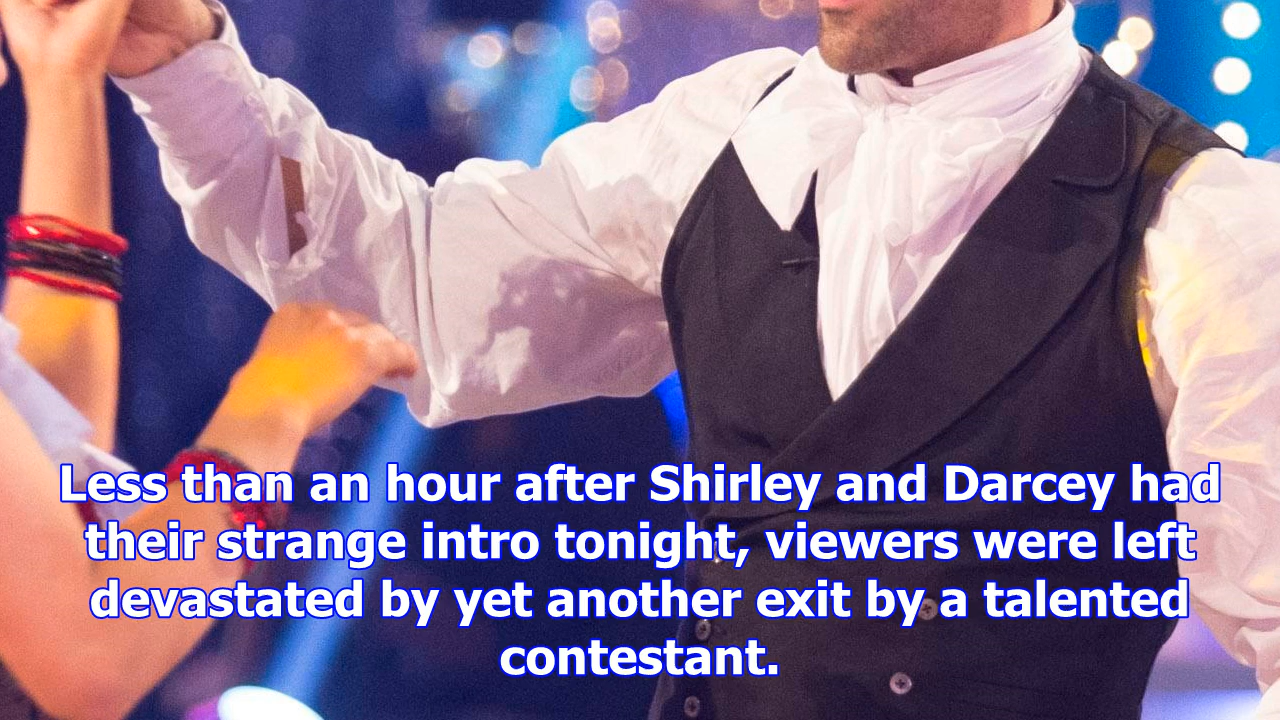 Less than an hour after Shirley and Darcey had
their strange intro tonight, viewers were left
devastated by yet another exit by a talented
contestant.